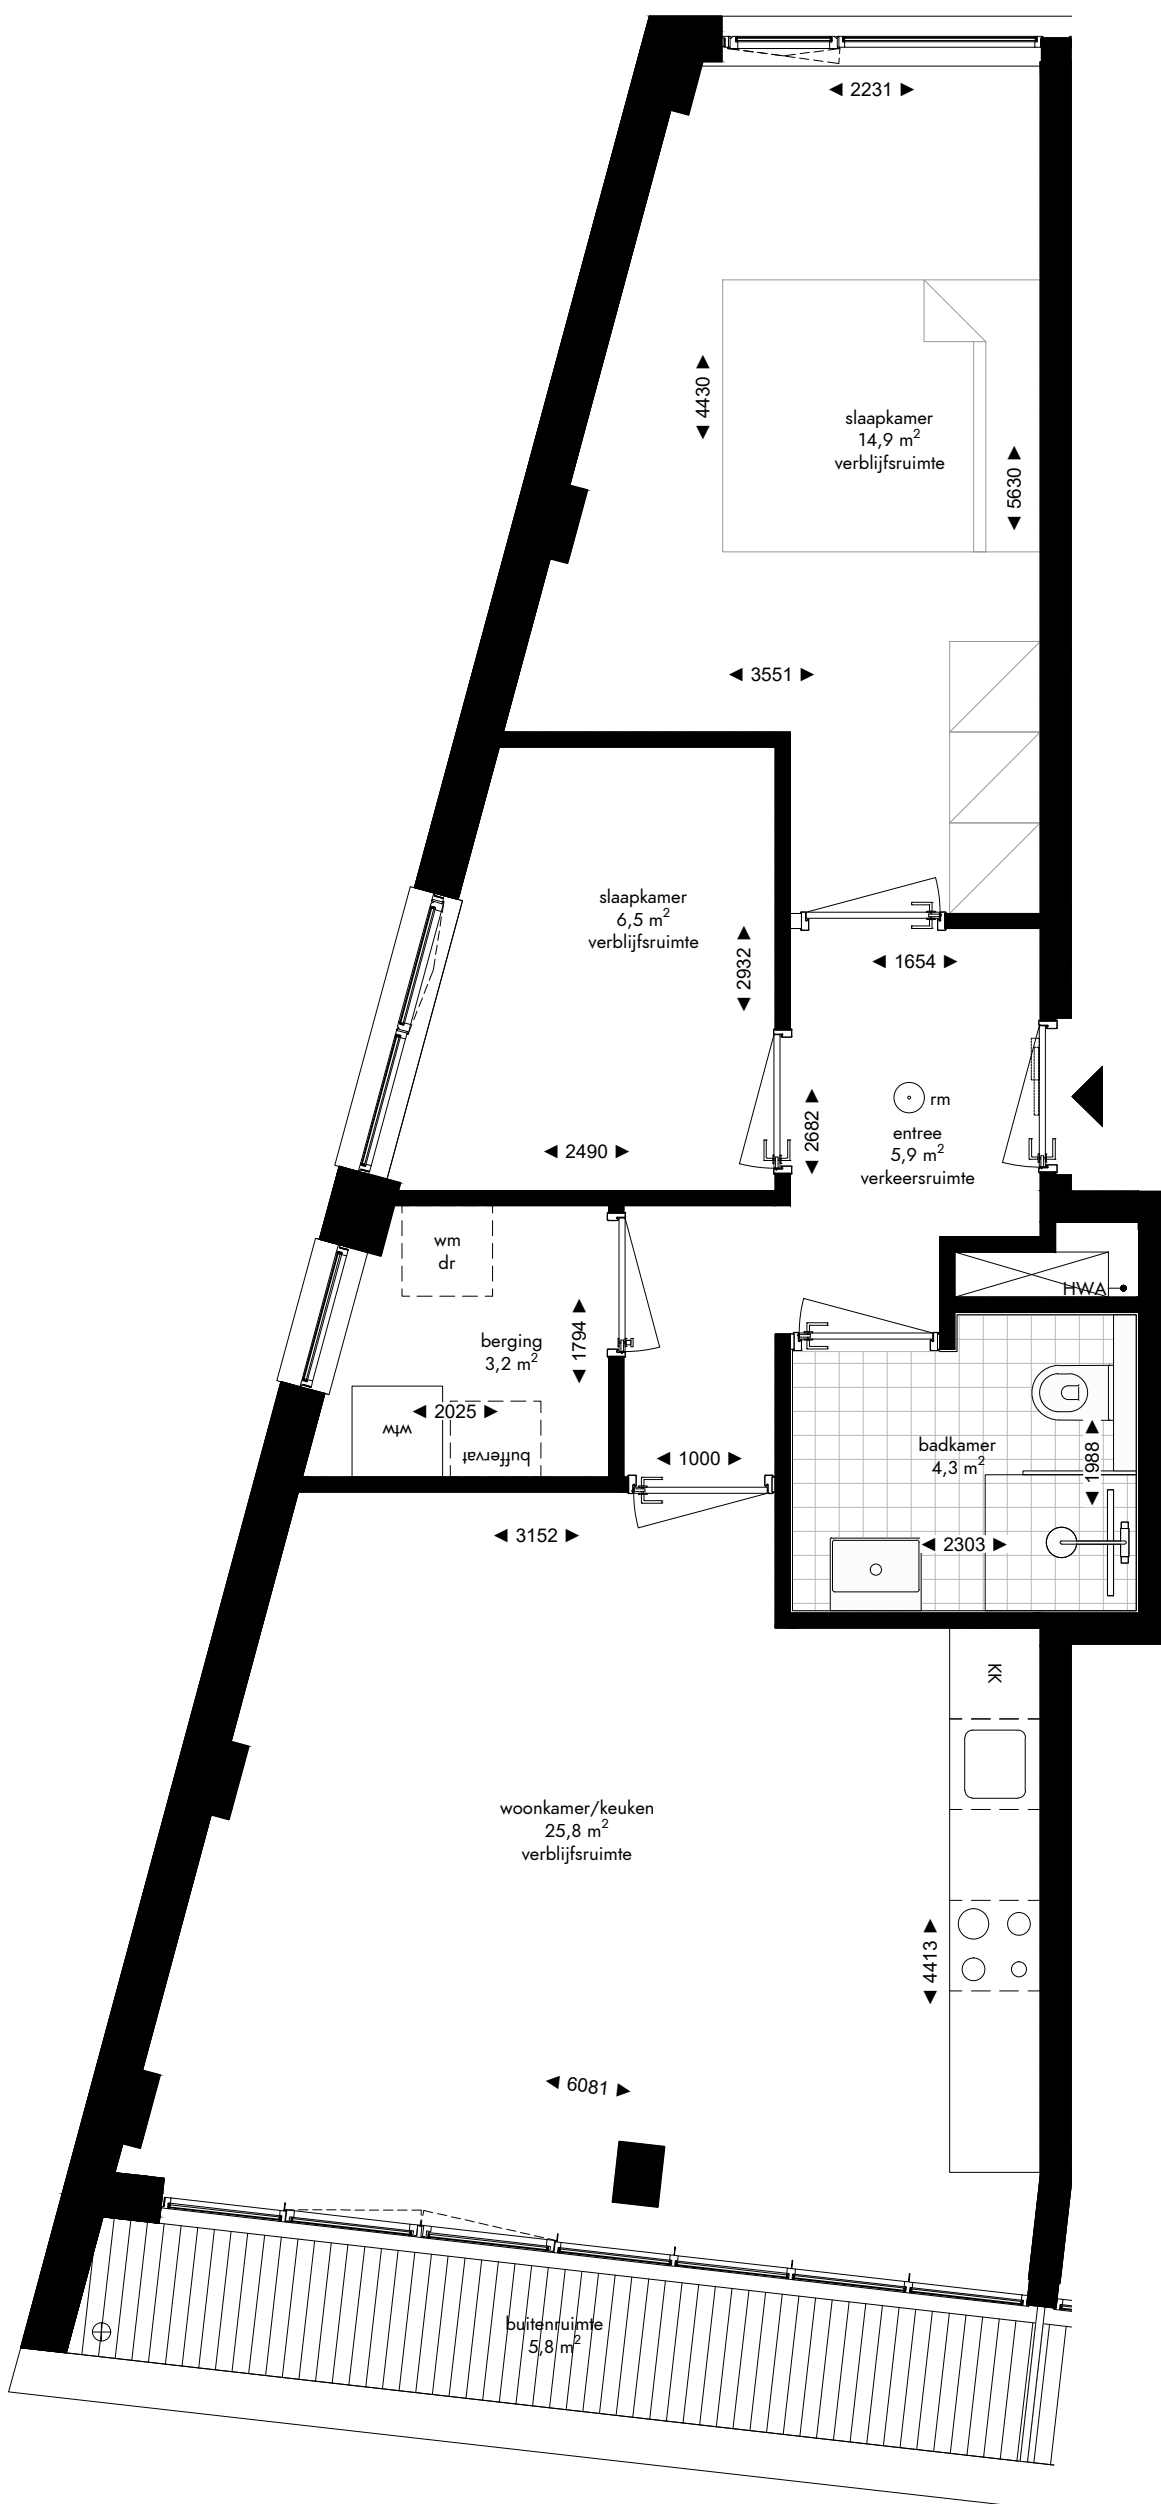 2231
4430
slaapkamer
14,9 m²
verblijfsruimte
5630
3551
slaapkamer
6,5 m²
verblijfsruimte
2932
1654
2490
2682
rm
entree
5,9 m²
verkeersruimte
wm
dr
HWA
berging
3,2 m²
1794
2025
wtw
buffervat
1000
badkamer
4,3 m²
1988
3152
2303
KK
woonkamer/keuken
25,8 m²
verblijfsruimte
4413
6081
buitenruimte
5,8 m²